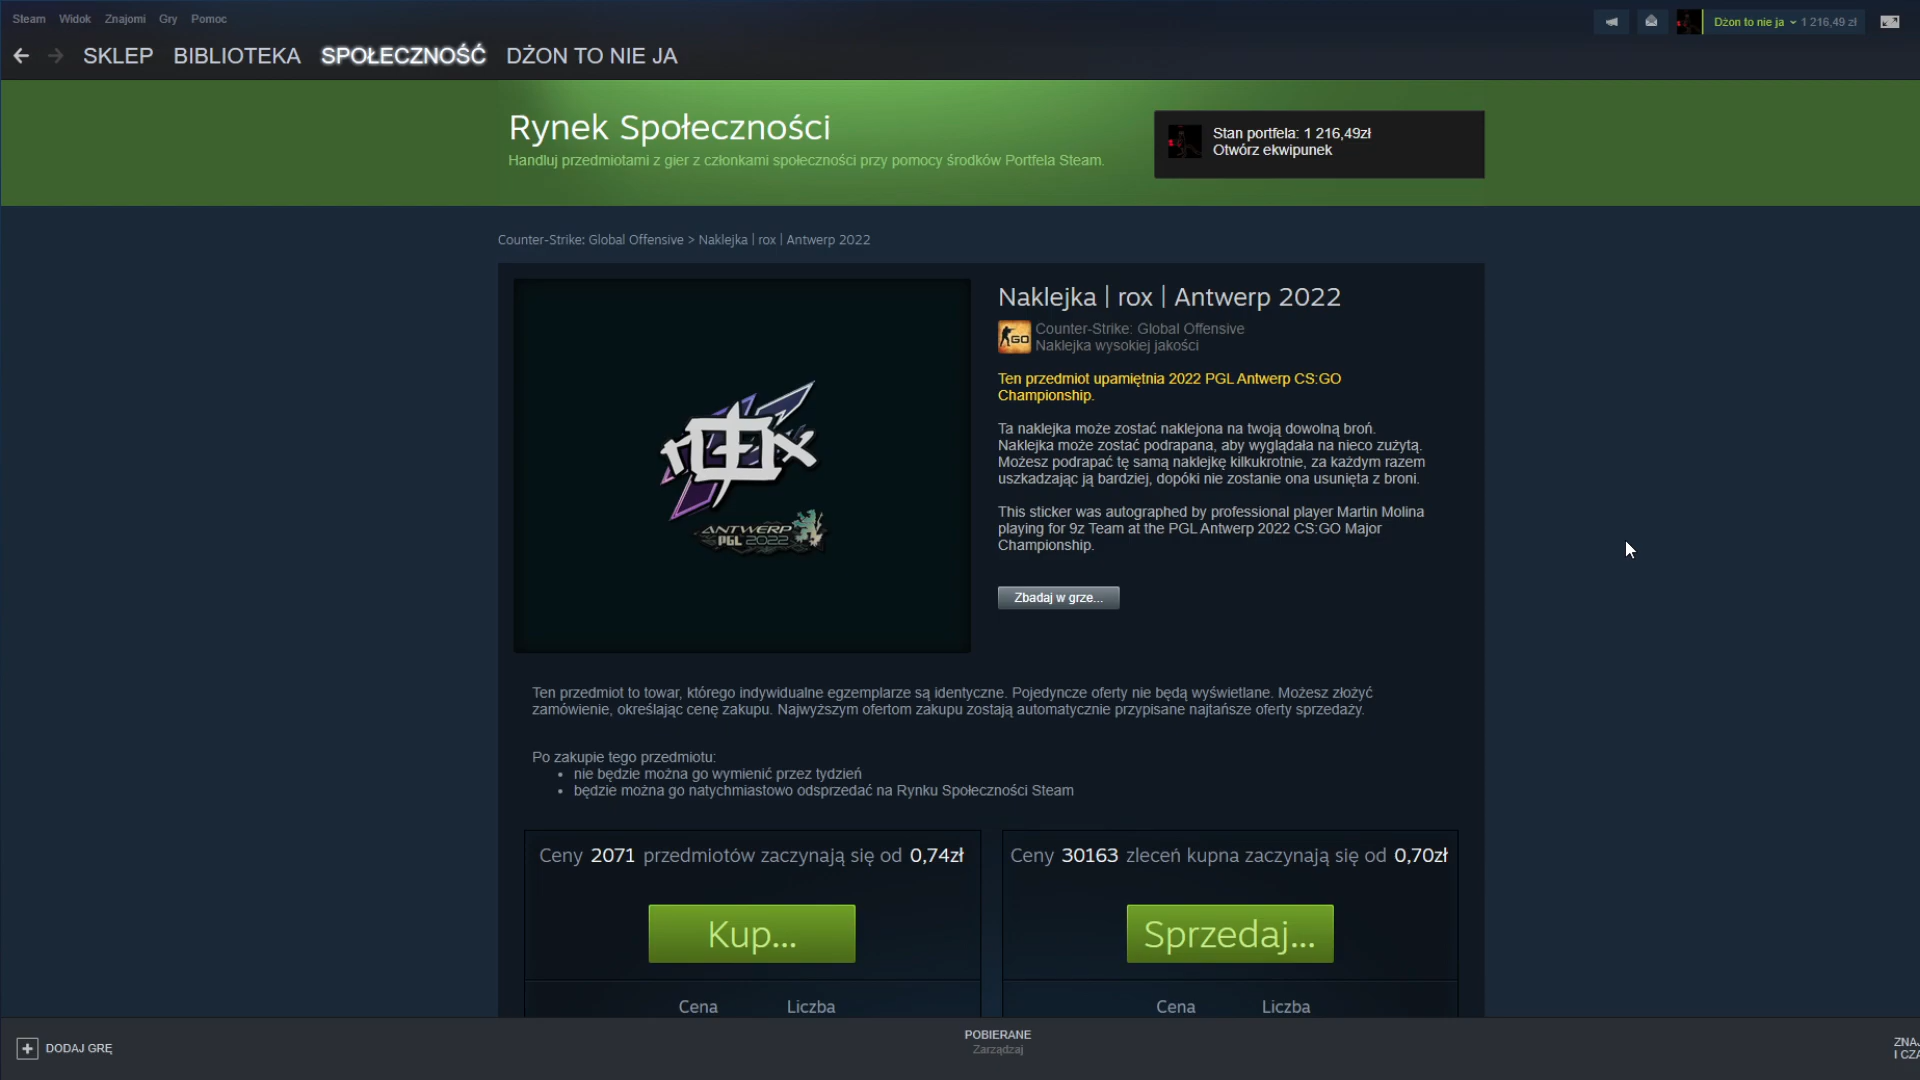 Steam Widok Znajomi Gry Pomoc
Dżon to nie ja 1 216,49 zł
SKLEP BIBLIOTEKA SPOŁECZNOŚĆ DŻON TO NIE JA
Rynek Społeczności
Handluj przedmiotami z gier z członkami społeczności przy pomocy środków Portfela Steam.
Stan portfela: 1 216,49zł
Otwórz ekwipunek
Counter-Strike: Global Offensive > Naklejka | rox | Antwerp 2022
rox
ANTWERP
PGL 2022
Naklejka | rox | Antwerp 2022
GO
Counter-Strike: Global Offensive
Naklejka wysokiej jakości
Ten przedmiot upamiętnia 2022 PGL Antwerp CS:GO
Championship.
Ta naklejka może zostać naklejona na twoją dowolną broń.
Naklejka może zostać podrapana, aby wyglądała na nieco zużytą.
Możesz podrapać tę samą naklejkę kilkukrotnie, za każdym razem
uszkadzając ją bardziej, dopóki nie zostanie ona usunięta z broni.
This sticker was autographed by professional player Martin Molina
playing for 9z Team at the PGL Antwerp 2022 CS:GO Major
Championship.
Zbadaj w grze...
Ten przedmiot to towar, którego indywidualne egzemplarze są identyczne. Pojedyncze oferty nie będą wyświetlane. Możesz złożyć
zamówienie, określając cenę zakupu. Najwyższym ofertom zakupu zostają automatycznie przypisane najtańsze oferty sprzedaży.
Po zakupie tego przedmiotu:
• nie będzie można go wymienić przez tydzień
• będzie można go natychmiastowo odsprzedać na Rynku Społeczności Steam
Ceny 2071 przedmiotów zaczynają się od 0,74zł
Kup...
Cena Liczba
Ceny 30163 zleceń kupna zaczynają się od 0,70zł
Sprzedaj...
Cena Liczba
DODAJ GRĘ
POBIERANE
Zarządzaj
ZNAJ
I CZA